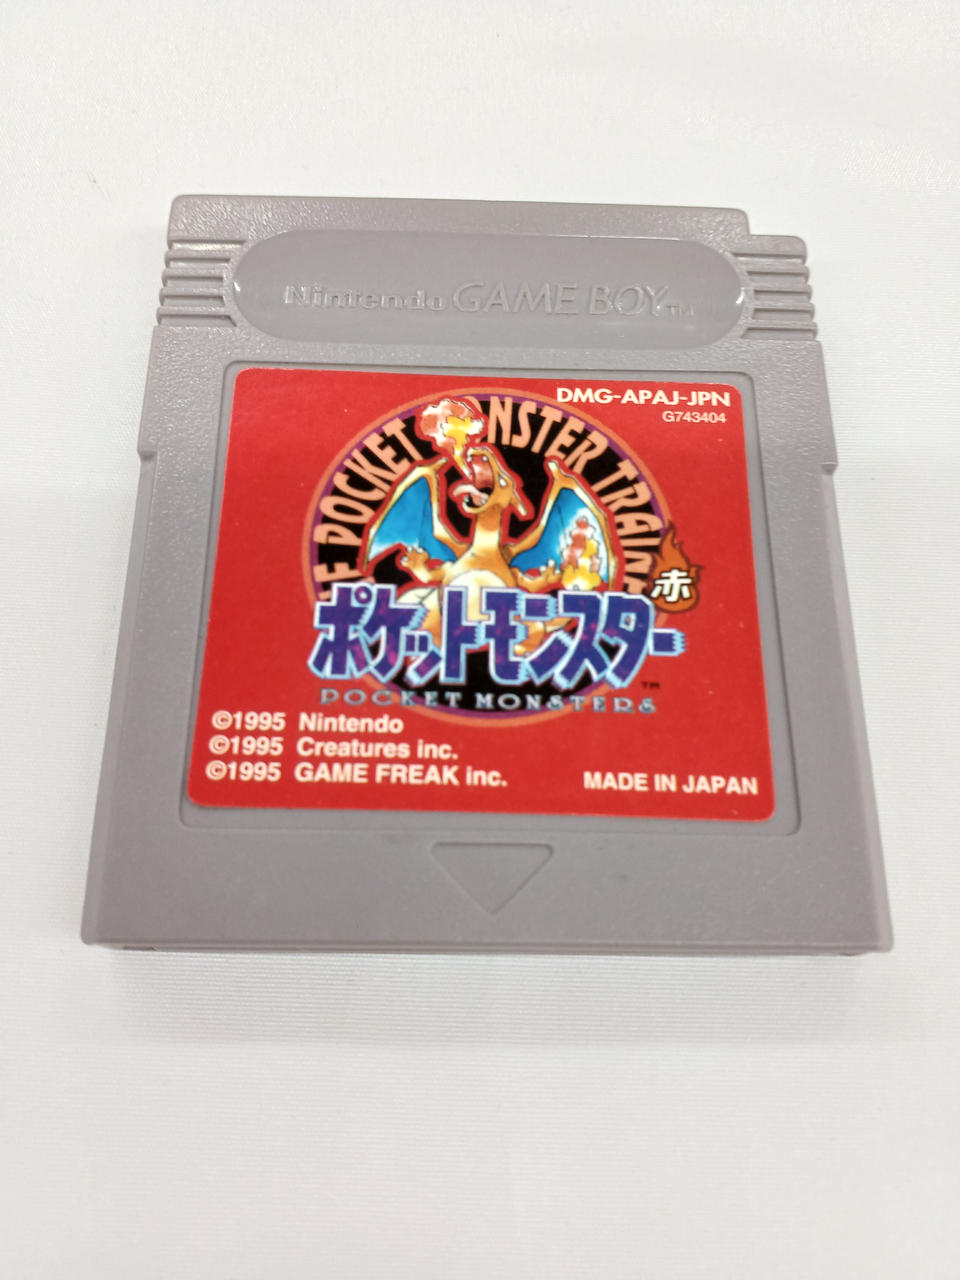 Nintendo GAME BOY™
DMG-APAJ-JPN
G743404
POCKET MONSTER
赤
ポケットモンスター
™
POCKET MONSTERS
©1995 Nintendo
©1995 Creatures inc.
©1995 GAME FREAK inc.
MADE IN JAPAN